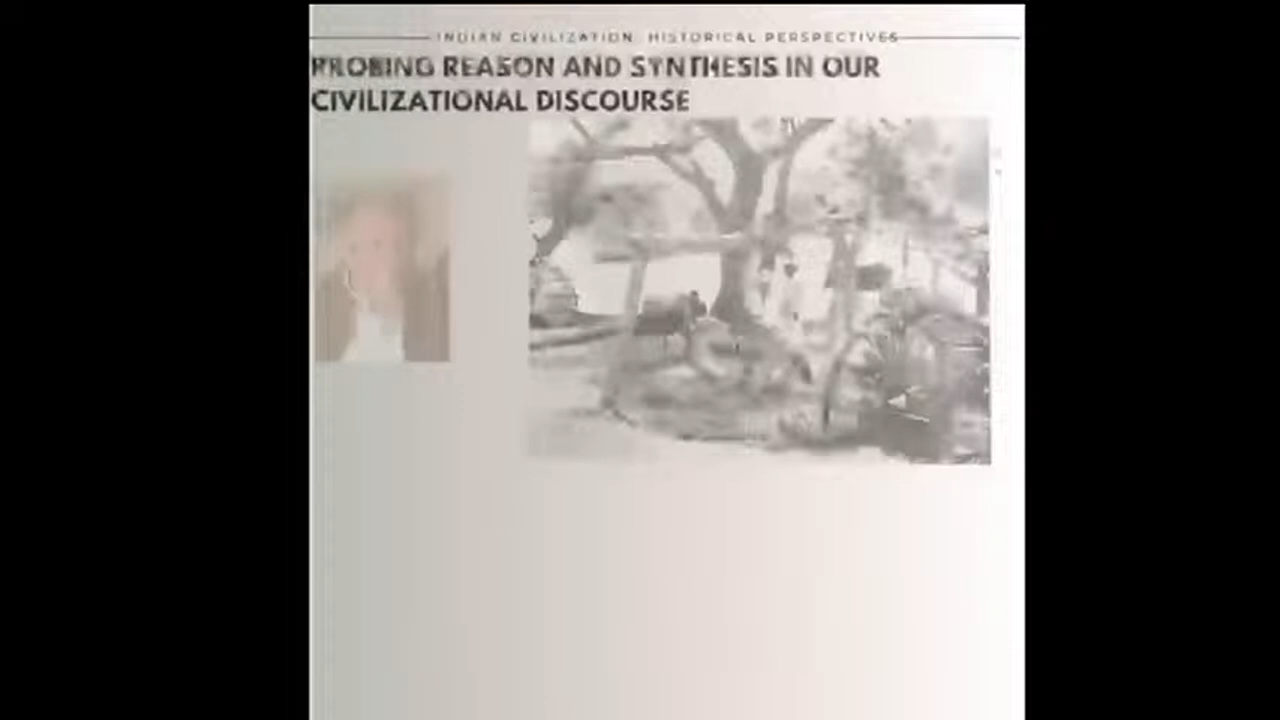 INDIAN CIVILIZATION: HISTORICAL PERSPECTIVES
PROBING REASON AND SYNTHESIS IN OUR
CIVILIZATIONAL DISCOURSE